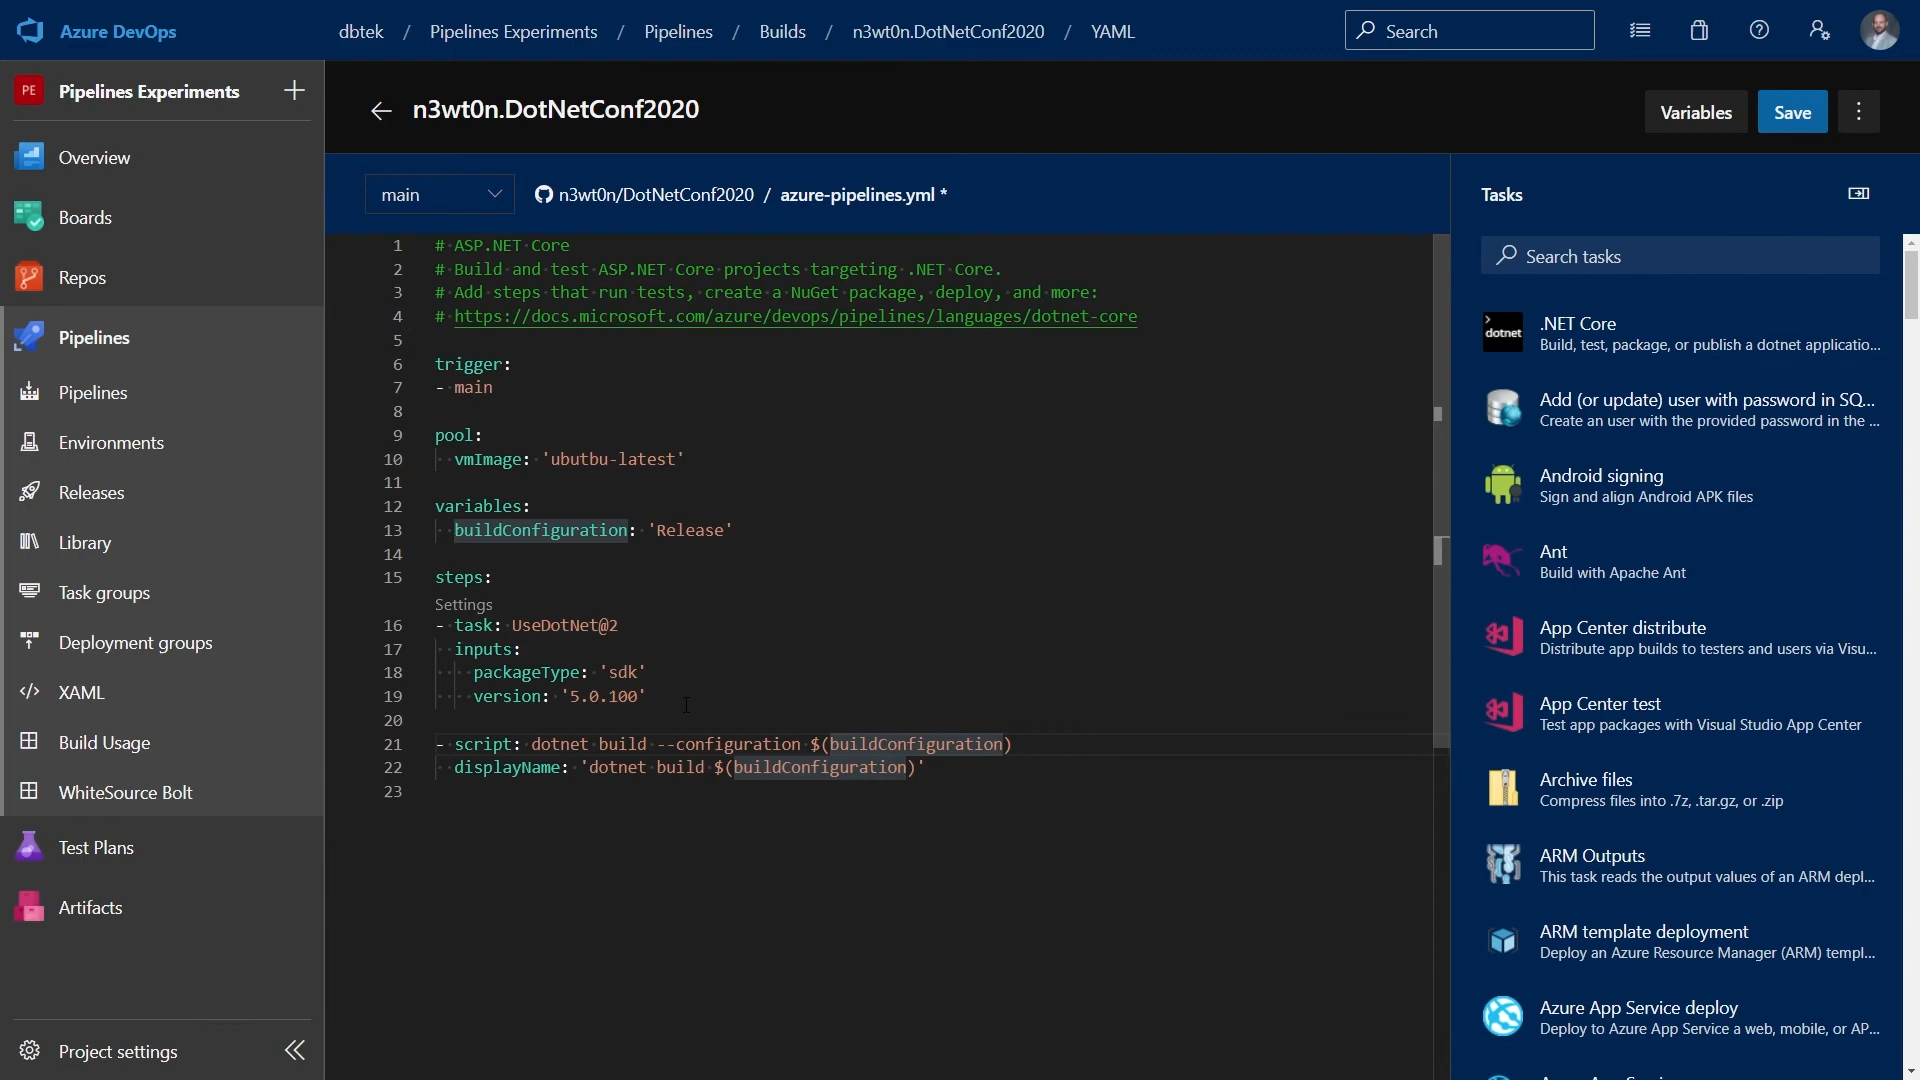 Azure DevOps
dbtek / Pipelines Experiments / Pipelines / Builds / n3wt0n.DotNetConf2020 / YAML
Search
PE Pipelines Experiments
Overview
Boards
Repos
Pipelines
Pipelines
Environments
Releases
Library
Task groups
Deployment groups
XAML
Build Usage
WhiteSource Bolt
Test Plans
Artifacts
Project settings
n3wt0n.DotNetConf2020
Variables
Save
main
n3wt0n/DotNetConf2020 / azure-pipelines.yml *
1 # ASP.NET Core
2 # Build and test ASP.NET Core projects targeting .NET Core.
3 # Add steps that run tests, create a NuGet package, deploy, and more:
4 # https://docs.microsoft.com/azure/devops/pipelines/languages/dotnet-core
5
6 trigger:
7 - main
8
9 pool:
10 vmImage: 'ubutbu-latest'
11
12 variables:
13 buildConfiguration: 'Release'
14
15 steps:
Settings
16 - task: UseDotNet@2
17 inputs:
18 packageType: 'sdk'
19 version: '5.0.100'
20
21 - script: dotnet build --configuration $(buildConfiguration)
22 displayName: 'dotnet build $(buildConfiguration)'
23
Tasks
Search tasks
dotnet
.NET Core
Build, test, package, or publish a dotnet applicatio...
Add (or update) user with password in SQ...
Create an user with the provided password in the ...
Android signing
Sign and align Android APK files
Ant
Build with Apache Ant
App Center distribute
Distribute app builds to testers and users via Visu...
App Center test
Test app packages with Visual Studio App Center
Archive files
Compress files into .7z, .tar.gz, or .zip
ARM Outputs
This task reads the output values of an ARM depl...
ARM template deployment
Deploy an Azure Resource Manager (ARM) templ...
Azure App Service deploy
Deploy to Azure App Service a web, mobile, or AP...